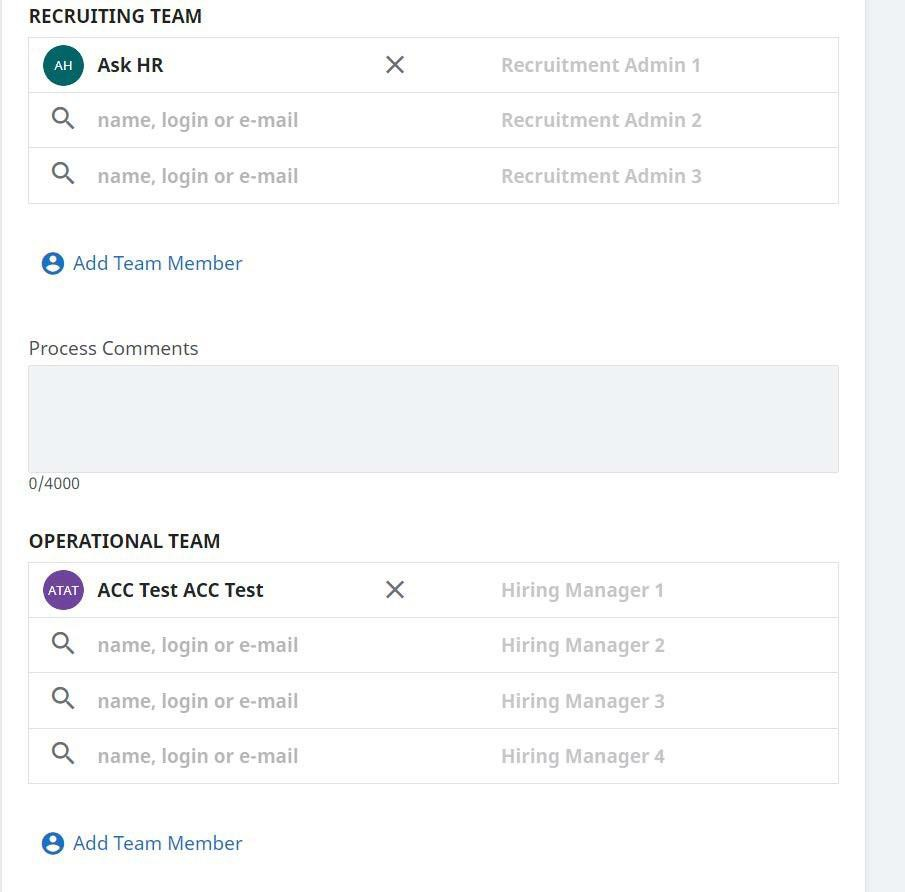 RECRUITING TEAM
AH Ask HR Recruitment Admin 1
name, login or e-mail Recruitment Admin 2
name, login or e-mail Recruitment Admin 3
Add Team Member
Process Comments
0/4000
OPERATIONAL TEAM
ATAT ACC Test ACC Test Hiring Manager 1
name, login or e-mail Hiring Manager 2
name, login or e-mail Hiring Manager 3
name, login or e-mail Hiring Manager 4
Add Team Member